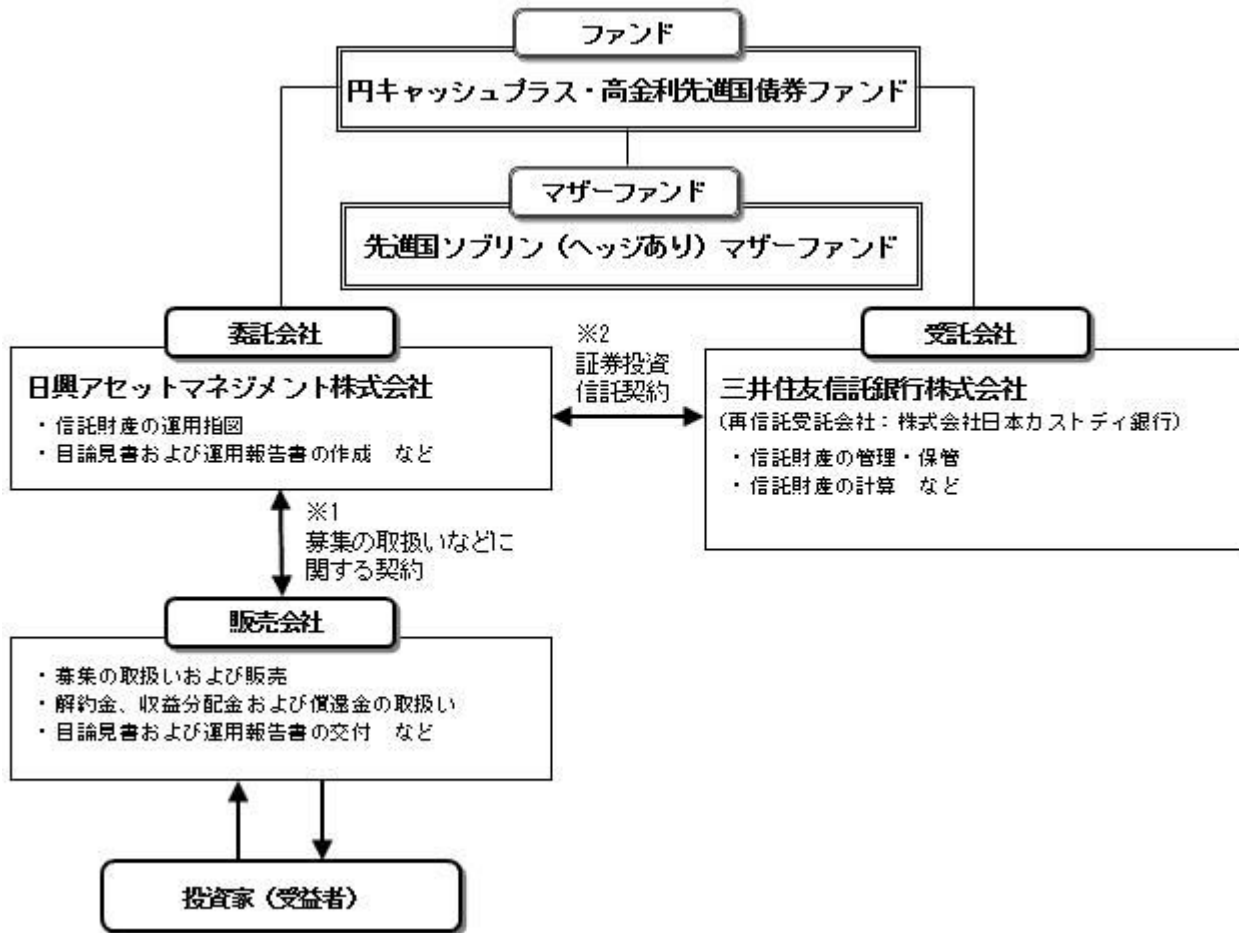 ファンド
円キャッシュプラス・高金利先進国債券ファンド
マザーファンド
先進国ソブリン（ヘッジあり）マザーファンド
委託会社
日興アセットマネジメント株式会社
・信託財産の運用指図
・目論見書および運用報告書の作成　など
※2
証券投資
信託契約
受託会社
三井住友信託銀行株式会社
(再信託受託会社：株式会社日本カストディ銀行)
・信託財産の管理・保管
・信託財産の計算　など
※1
募集の取扱いなどに
関する契約
販売会社
・募集の取扱いおよび販売
・解約金、収益分配金および償還金の取扱い
・目論見書および運用報告書の交付　など
投資家（受益者）